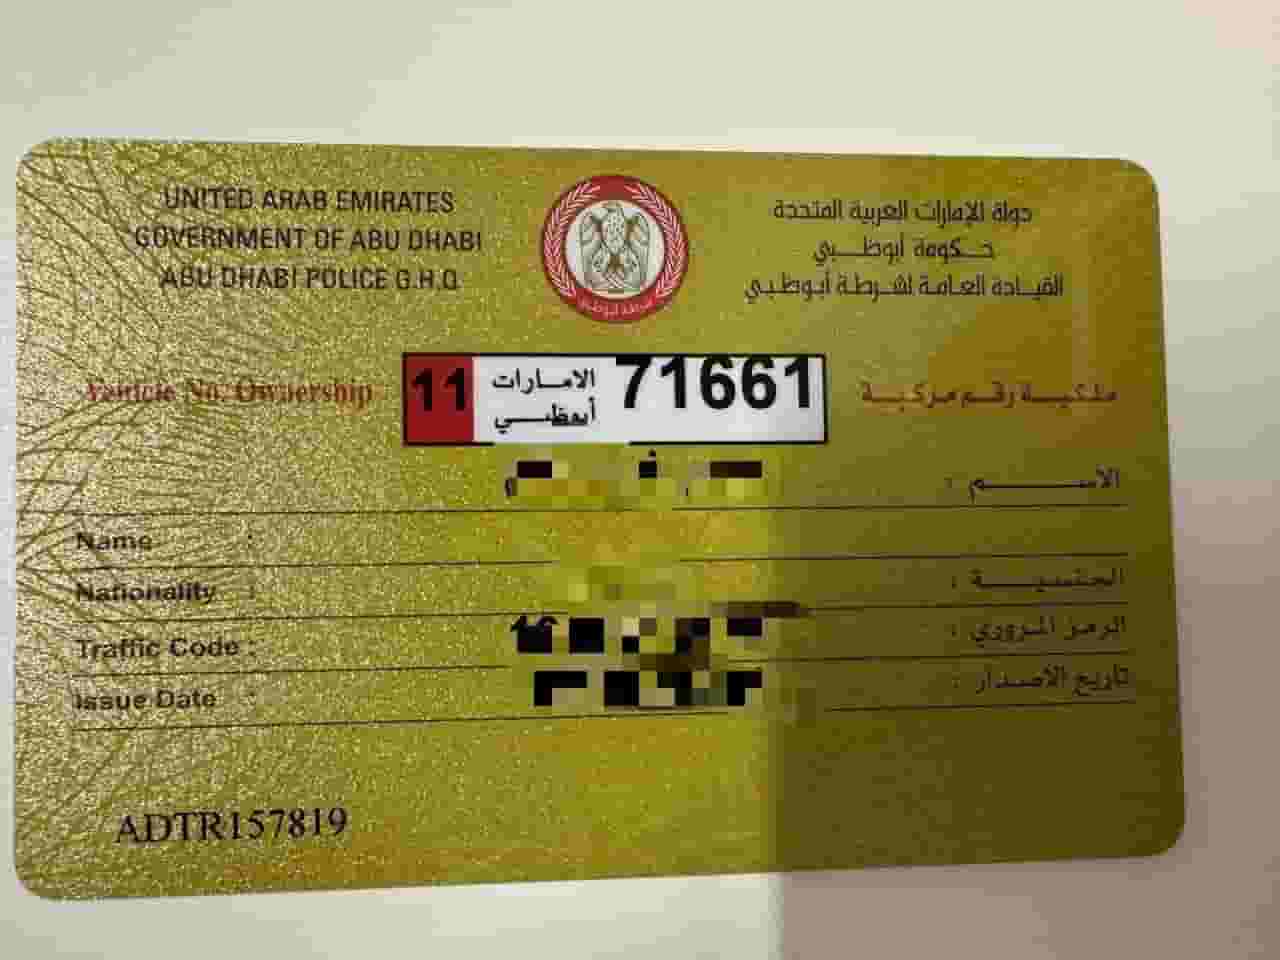 UNITED ARAB EMIRATES
GOVERNMENT OF ABU DHABI
ABU DHABI POLICE G.H.Q.
دولة الإمارات العربية المتحدة
حكومة أبوظبي
القيادة العامة لشرطة أبوظبي
شرطة أبوظبي
Vehicle No. Ownership
11 الامارات 71661
أبوظبي
ملكية رقم مركبة
الاسم :
Name :
الجنسية :
Nationality :
الرمز المروري :
Traffic Code :
تاريخ الاصدار :
Issue Date :
ADTR157819